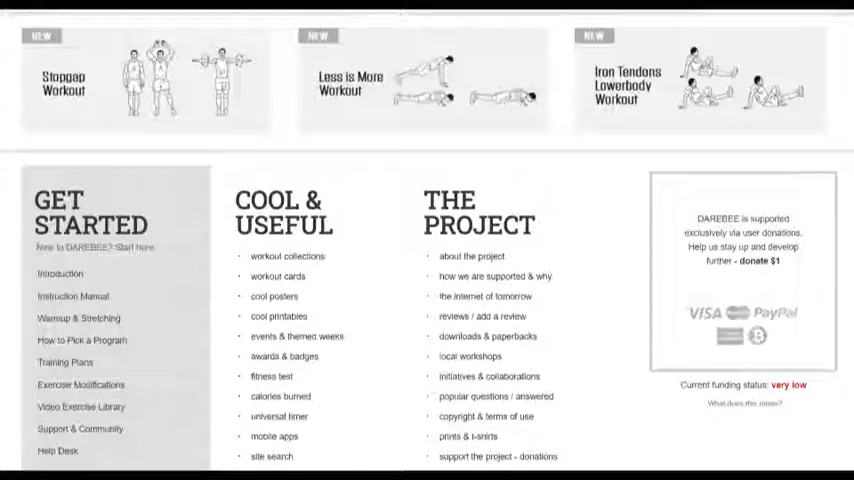 NEW
Stopgap
Workout
NEW
Less is More
Workout
NEW
Iron Tendons
Lowerbody
Workout
GET
STARTED
New to DAREBEE? Start here.
Introduction
Instruction Manual
Warmup & Stretching
How to Pick a Program
Training Plans
Exercise Modifications
Video Exercise Library
Support & Community
Help Desk
COOL &
USEFUL
· workout collections
· workout cards
· cool posters
· cool printables
· events & themed weeks
· awards & badges
· fitness test
· calories burned
· universal timer
· mobile apps
· site search
THE
PROJECT
· about the project
· how we are supported & why
· the internet of tomorrow
· reviews / add a review
· downloads & paperbacks
· local workshops
· initiatives & collaborations
· popular questions / answered
· copyright & terms of use
· prints & t-shirts
· support the project - donations
DAREBEE is supported
exclusively via user donations.
Help us stay up and develop
further - donate $1
VISA PayPal
Current funding status: very low
What does this mean?